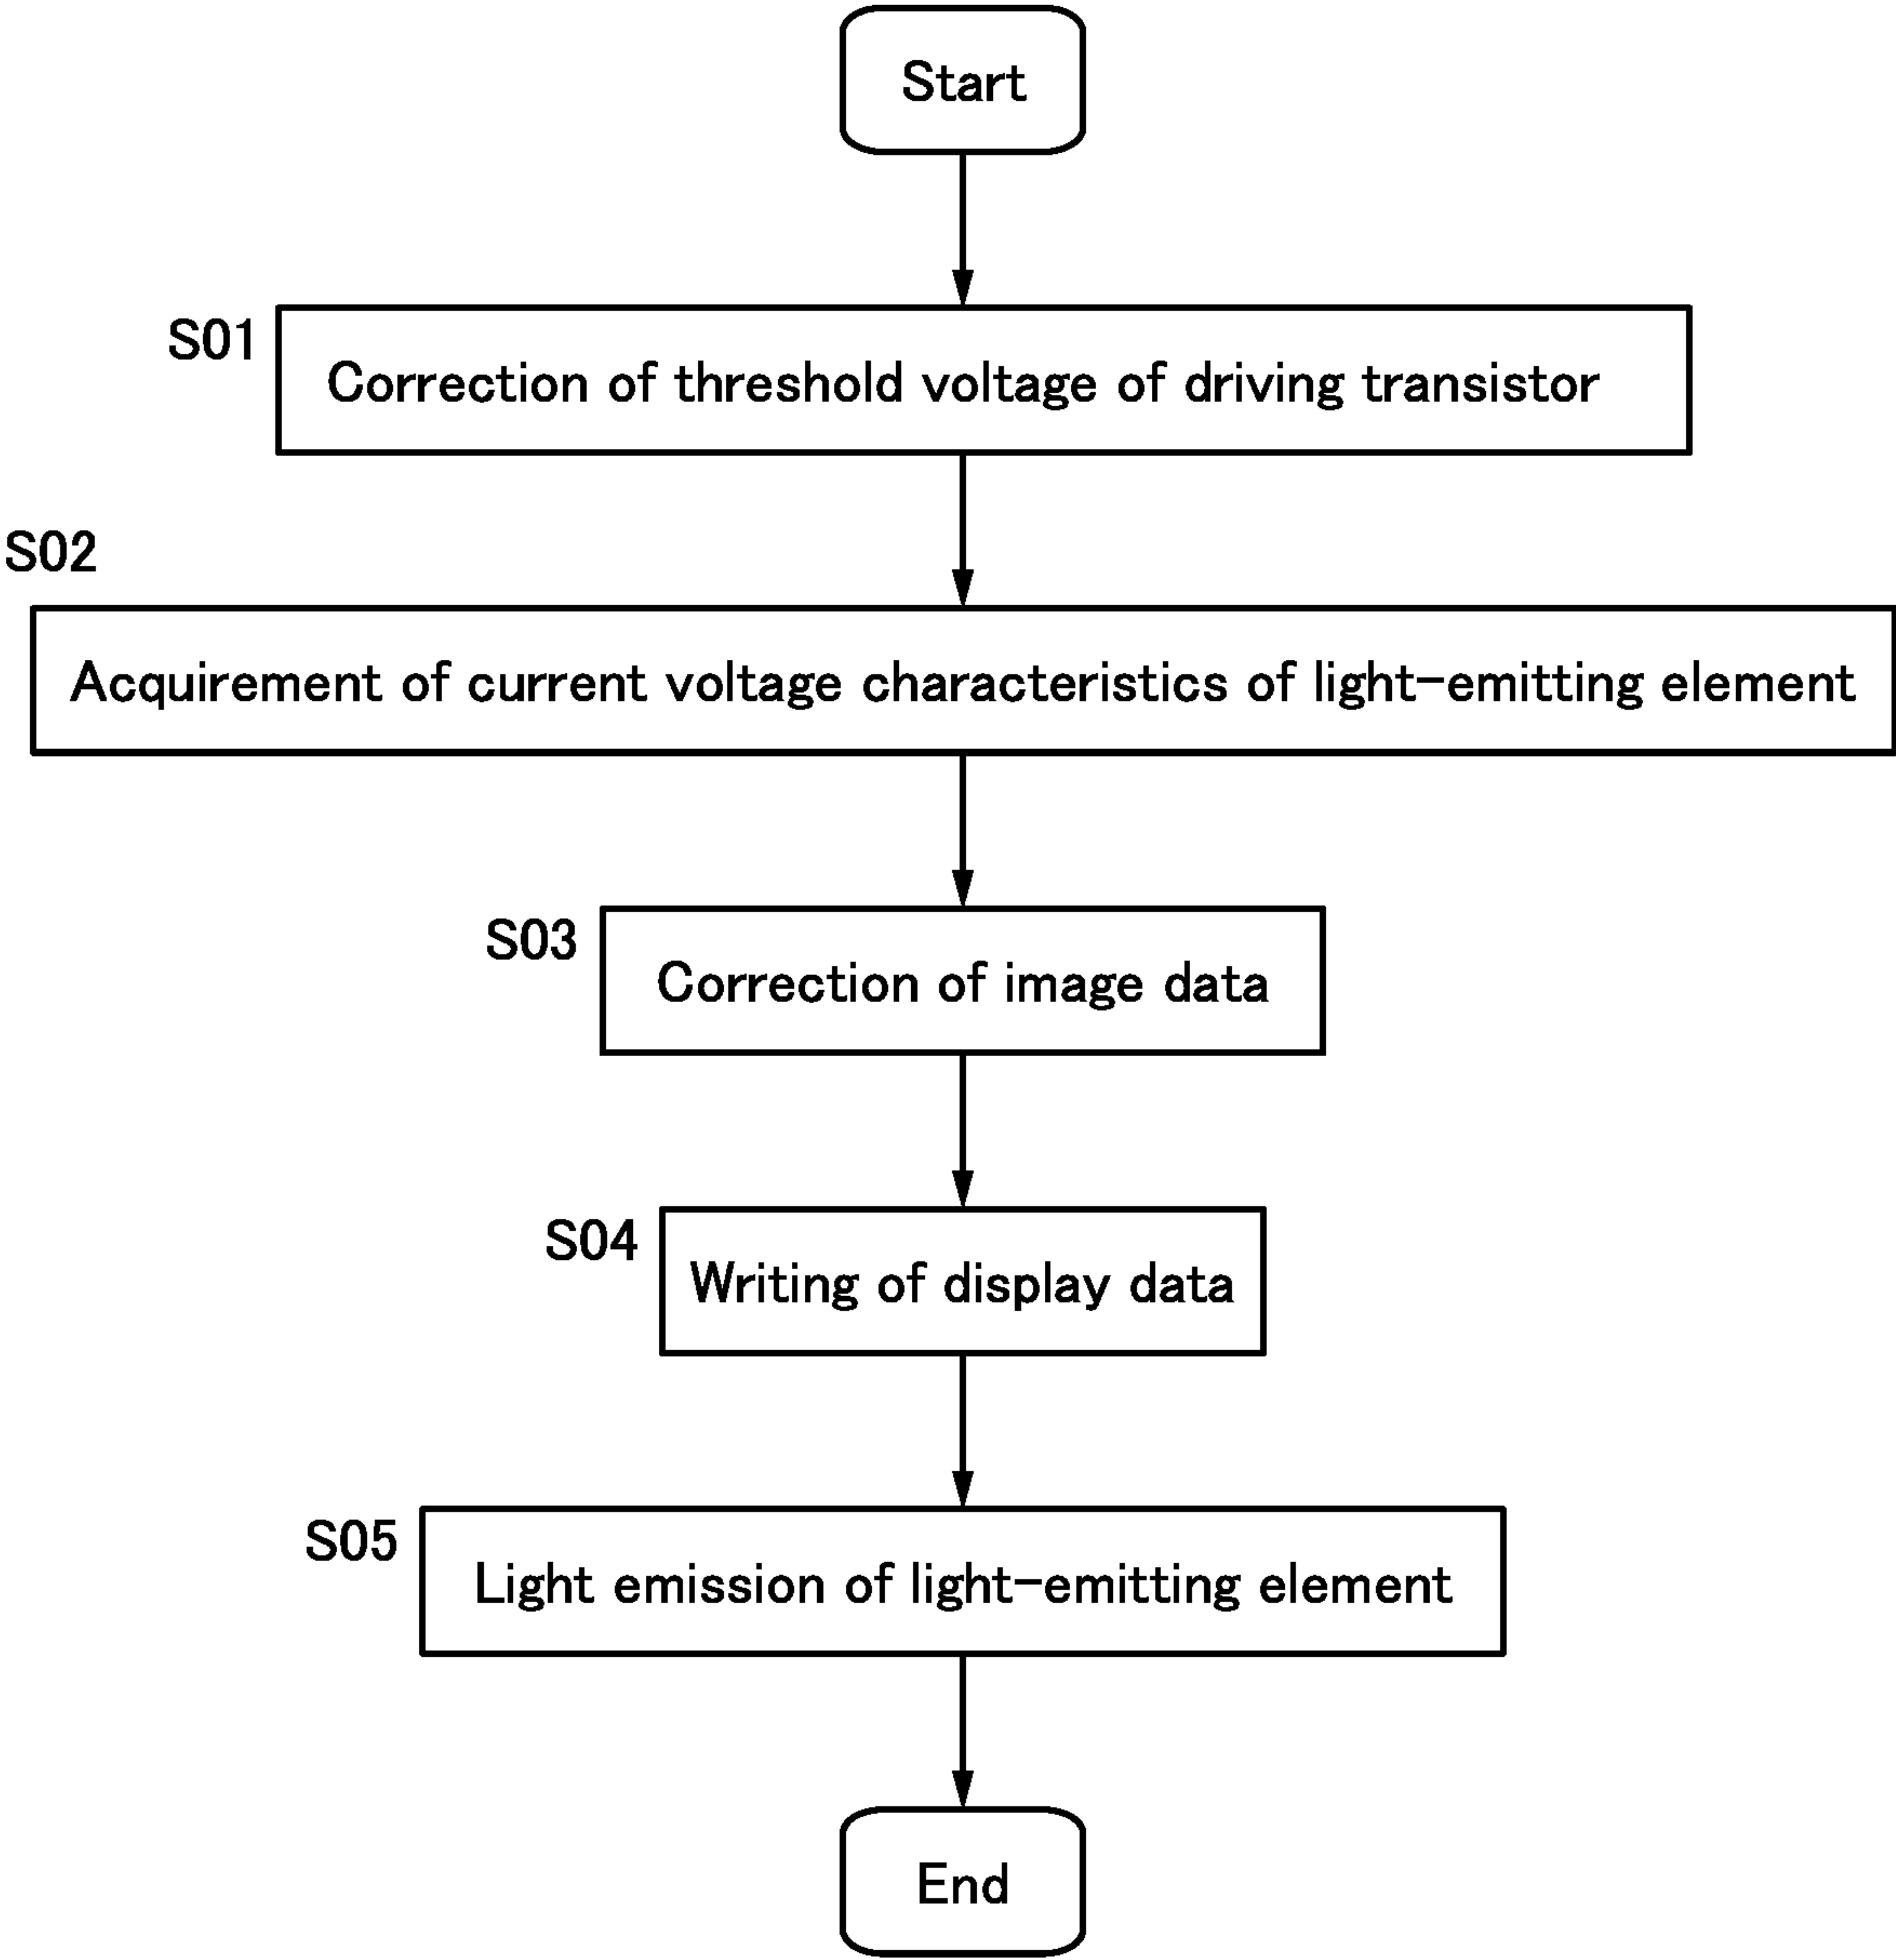 Start
S01
Correction of threshold voltage of driving transistor
S02
Acquirement of current voltage characteristics of light-emitting element
S03
Correction of image data
S04
Writing of display data
S05
Light emission of light-emitting element
End